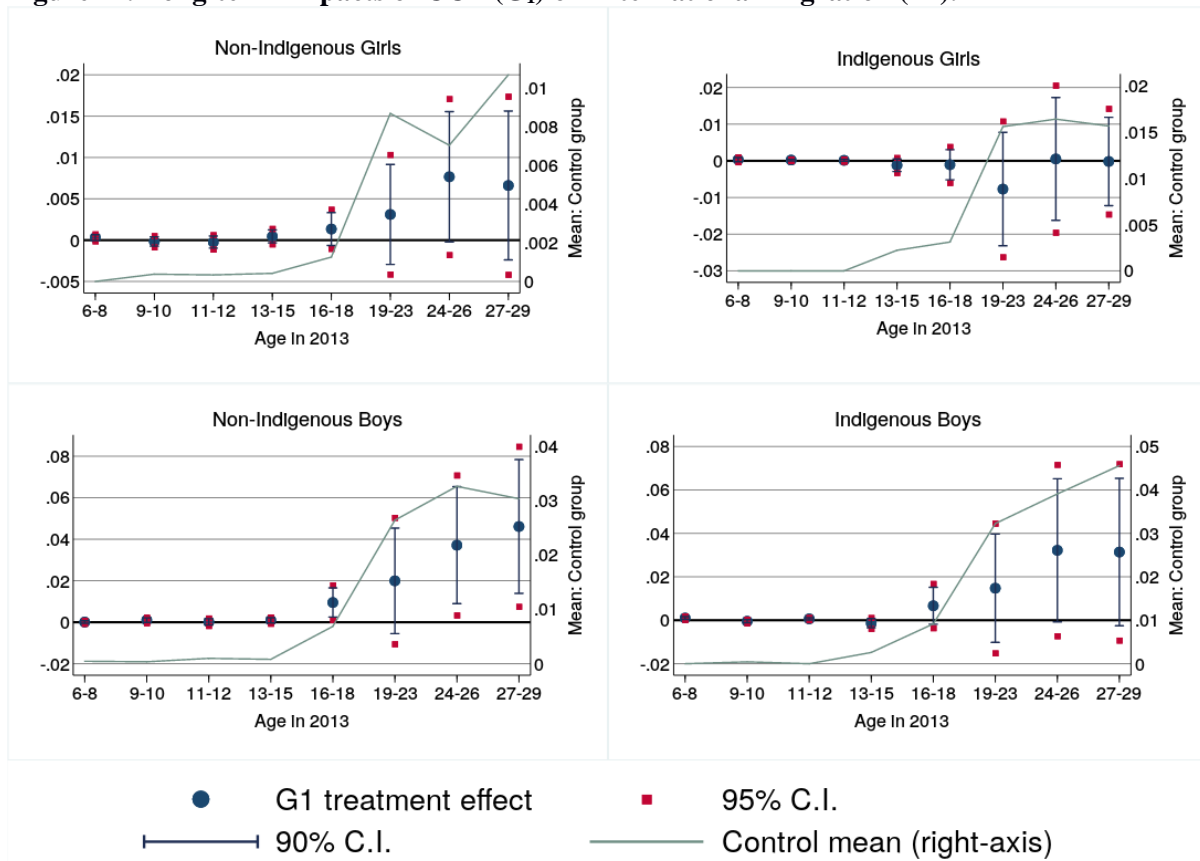 Non-Indigenous Girls
.02
.015
.01
.005
0
-.005
.01
.008
.006
.004
.002
0
Mean: Control group
6-8 9-10 11-12 13-15 16-18 19-23 24-26 27-29
Age in 2013
Indigenous Girls
.02
.01
0
-.01
-.02
-.03
.02
.015
.01
.005
0
Mean: Control group
6-8 9-10 11-12 13-15 16-18 19-23 24-26 27-29
Age in 2013
Non-Indigenous Boys
.08
.06
.04
.02
0
-.02
.04
.03
.02
.01
0
Mean: Control group
6-8 9-10 11-12 13-15 16-18 19-23 24-26 27-29
Age in 2013
Indigenous Boys
.08
.06
.04
.02
0
-.02
.05
.04
.03
.02
.01
0
Mean: Control group
6-8 9-10 11-12 13-15 16-18 19-23 24-26 27-29
Age in 2013
G1 treatment effect
95% C.I.
90% C.I.
Control mean (right-axis)